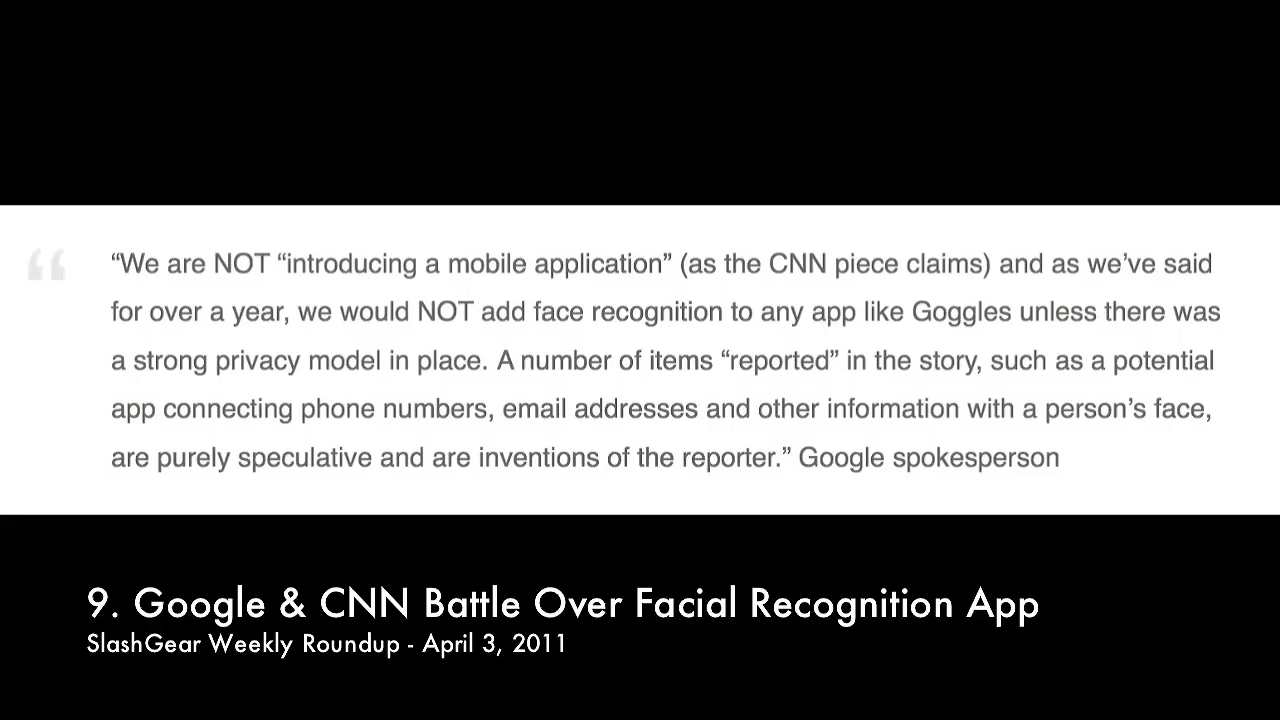 “We are NOT “introducing a mobile application” (as the CNN piece claims) and as we’ve said
for over a year, we would NOT add face recognition to any app like Goggles unless there was
a strong privacy model in place. A number of items “reported” in the story, such as a potential
app connecting phone numbers, email addresses and other information with a person’s face,
are purely speculative and are inventions of the reporter.” Google spokesperson
9. Google & CNN Battle Over Facial Recognition App
SlashGear Weekly Roundup - April 3, 2011